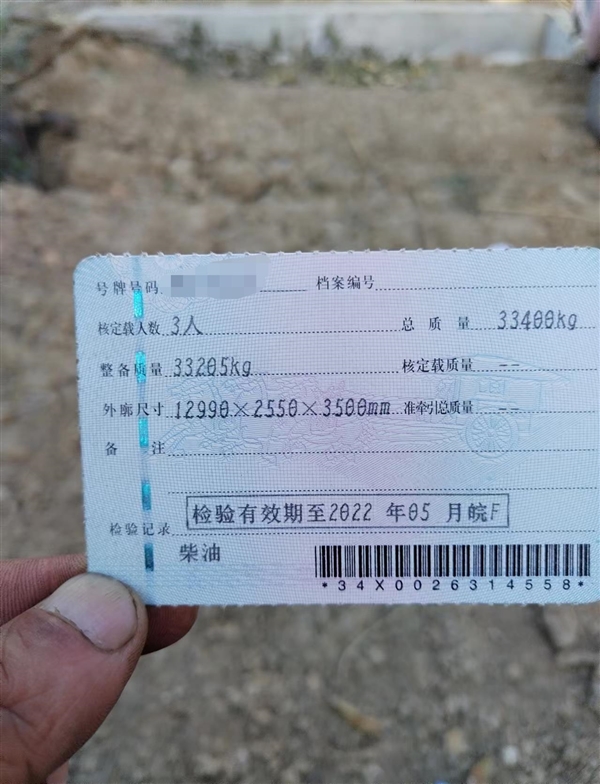 号牌号码 档案编号
核定载人数 3人 总质量 33400kg
整备质量 33205kg 核定载质量 --
外廓尺寸 12990×2550×3500mm 准牵引总质量 --
备注
检验记录 检验有效期至2022年05月皖F
柴油
*34X0026314558*